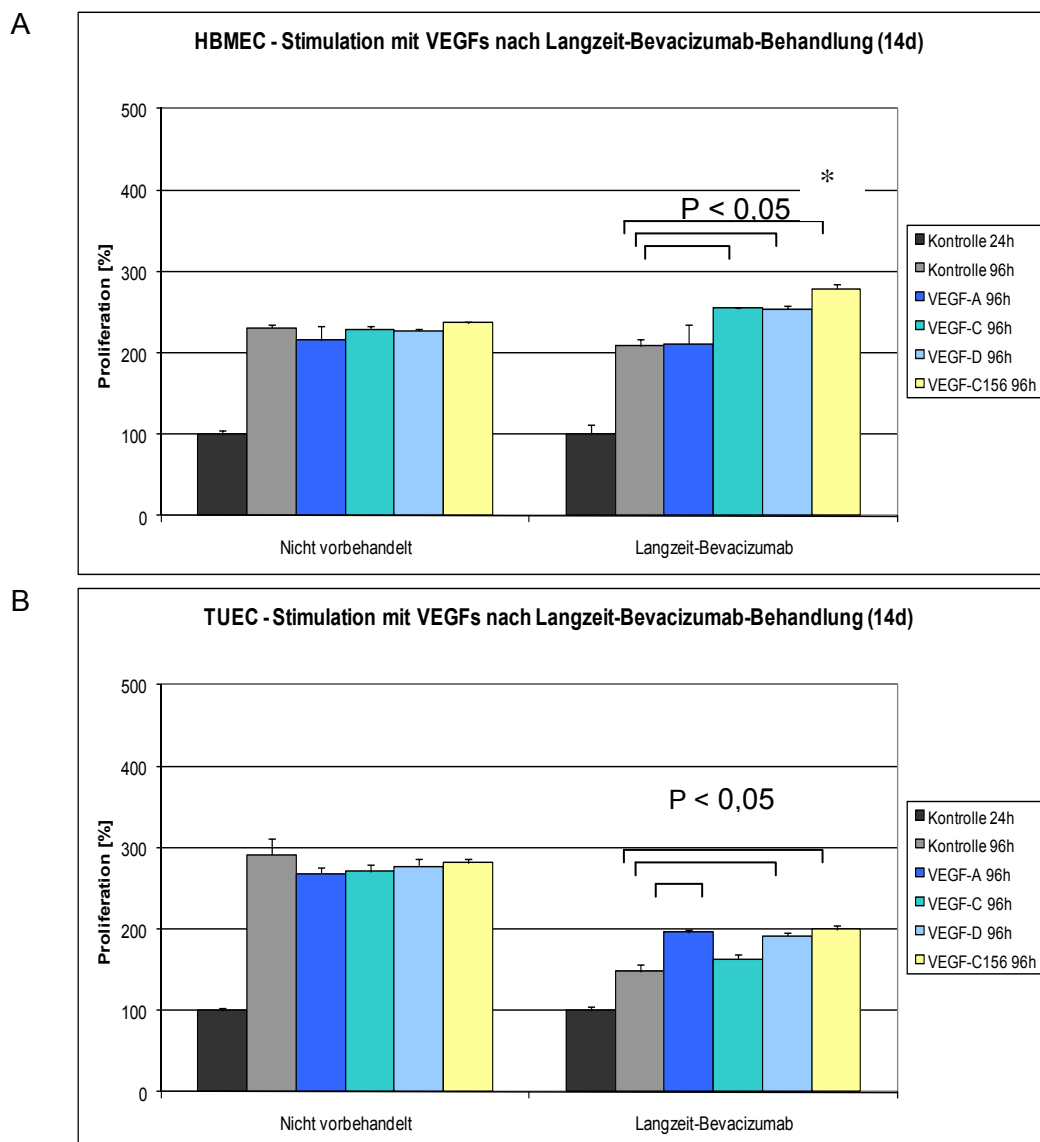 A
HBMEC - Stimulation mit VEGFs nach Langzeit-Bevacizumab-Behandlung (14d)
Proliferation [%]
500
400
300
200
100
0
*
P < 0,05
Nicht vorbehandelt
Langzeit-Bevacizumab
Kontrolle 24h
Kontrolle 96h
VEGF-A 96h
VEGF-C 96h
VEGF-D 96h
VEGF-C156 96h
B
TUEC - Stimulation mit VEGFs nach Langzeit-Bevacizumab-Behandlung (14d)
Proliferation [%]
500
400
300
200
100
0
P < 0,05
Nicht vorbehandelt
Langzeit-Bevacizumab
Kontrolle 24h
Kontrolle 96h
VEGF-A 96h
VEGF-C 96h
VEGF-D 96h
VEGF-C156 96h